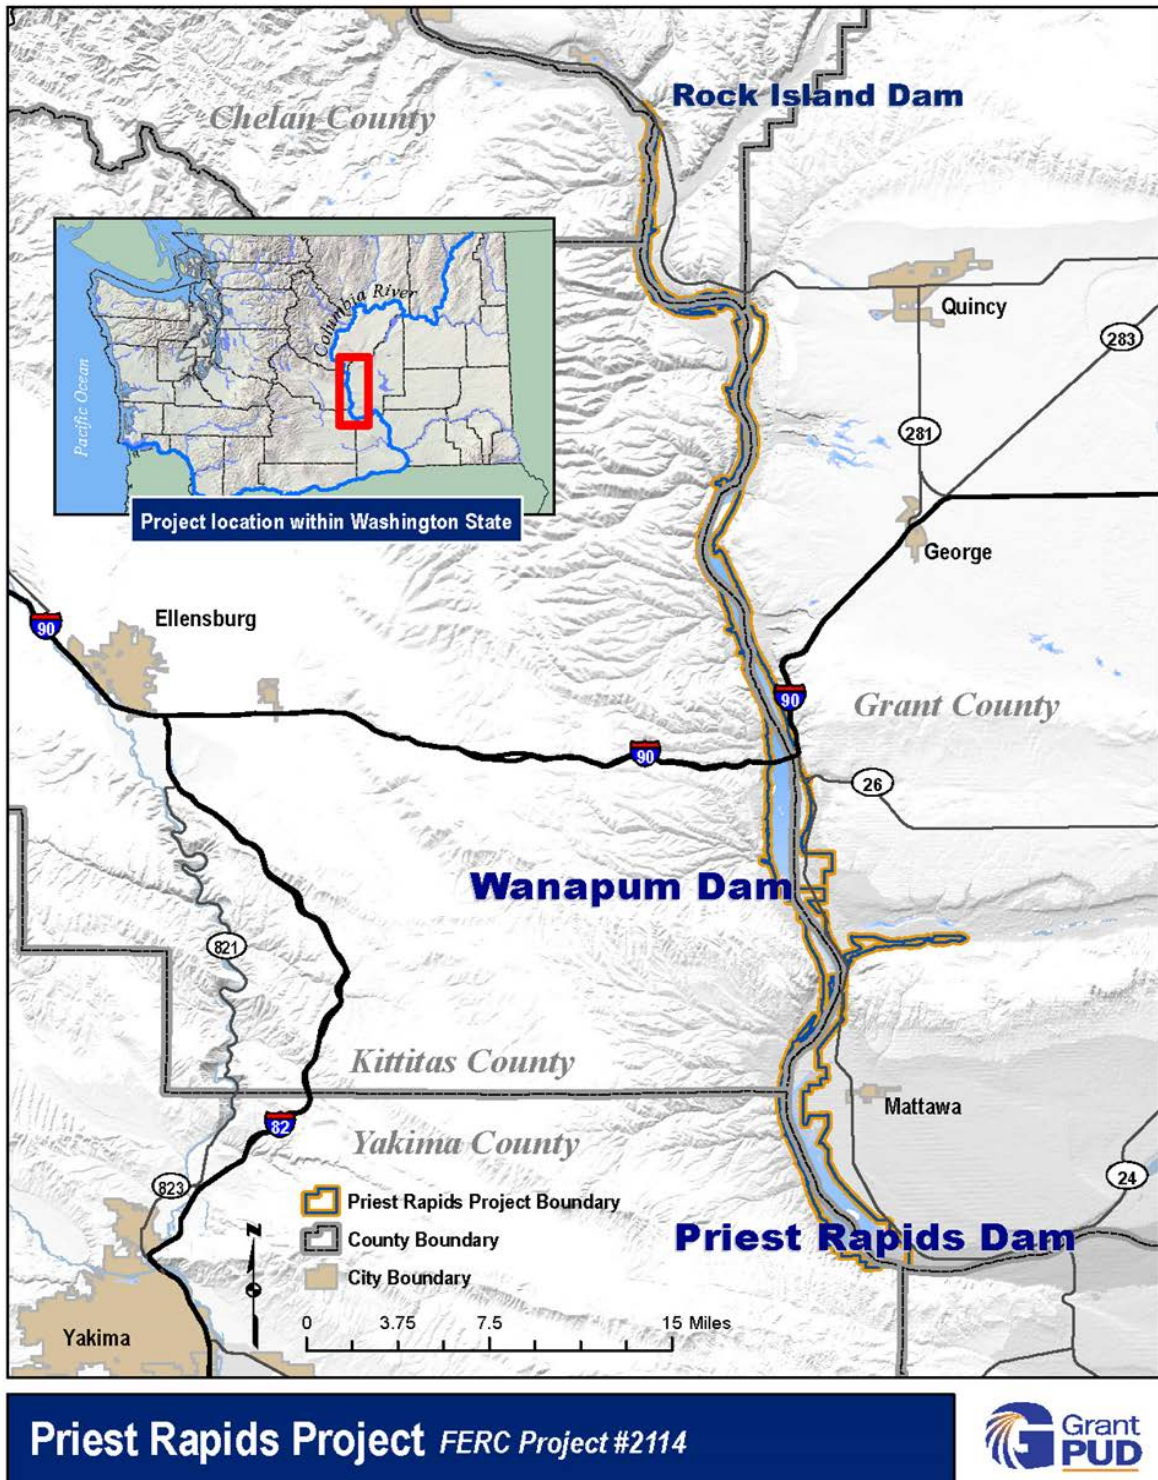 Rock Island Dam
Chelan County
Columbia River
Pacific Ocean
Project location within Washington State
Quincy
283
281
George
90
Ellensburg
90
Grant County
90
26
Wanapum Dam
821
Kittitas County
Mattawa
82
Yakima County
823
24
Priest Rapids Project Boundary
Priest Rapids Dam
County Boundary
City Boundary
N
0 3.75 7.5 15 Miles
Yakima
Priest Rapids Project FERC Project #2114
Grant
PUD